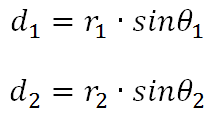 d₁ = r₁ · sinθ₁
d₂ = r₂ · sinθ₂